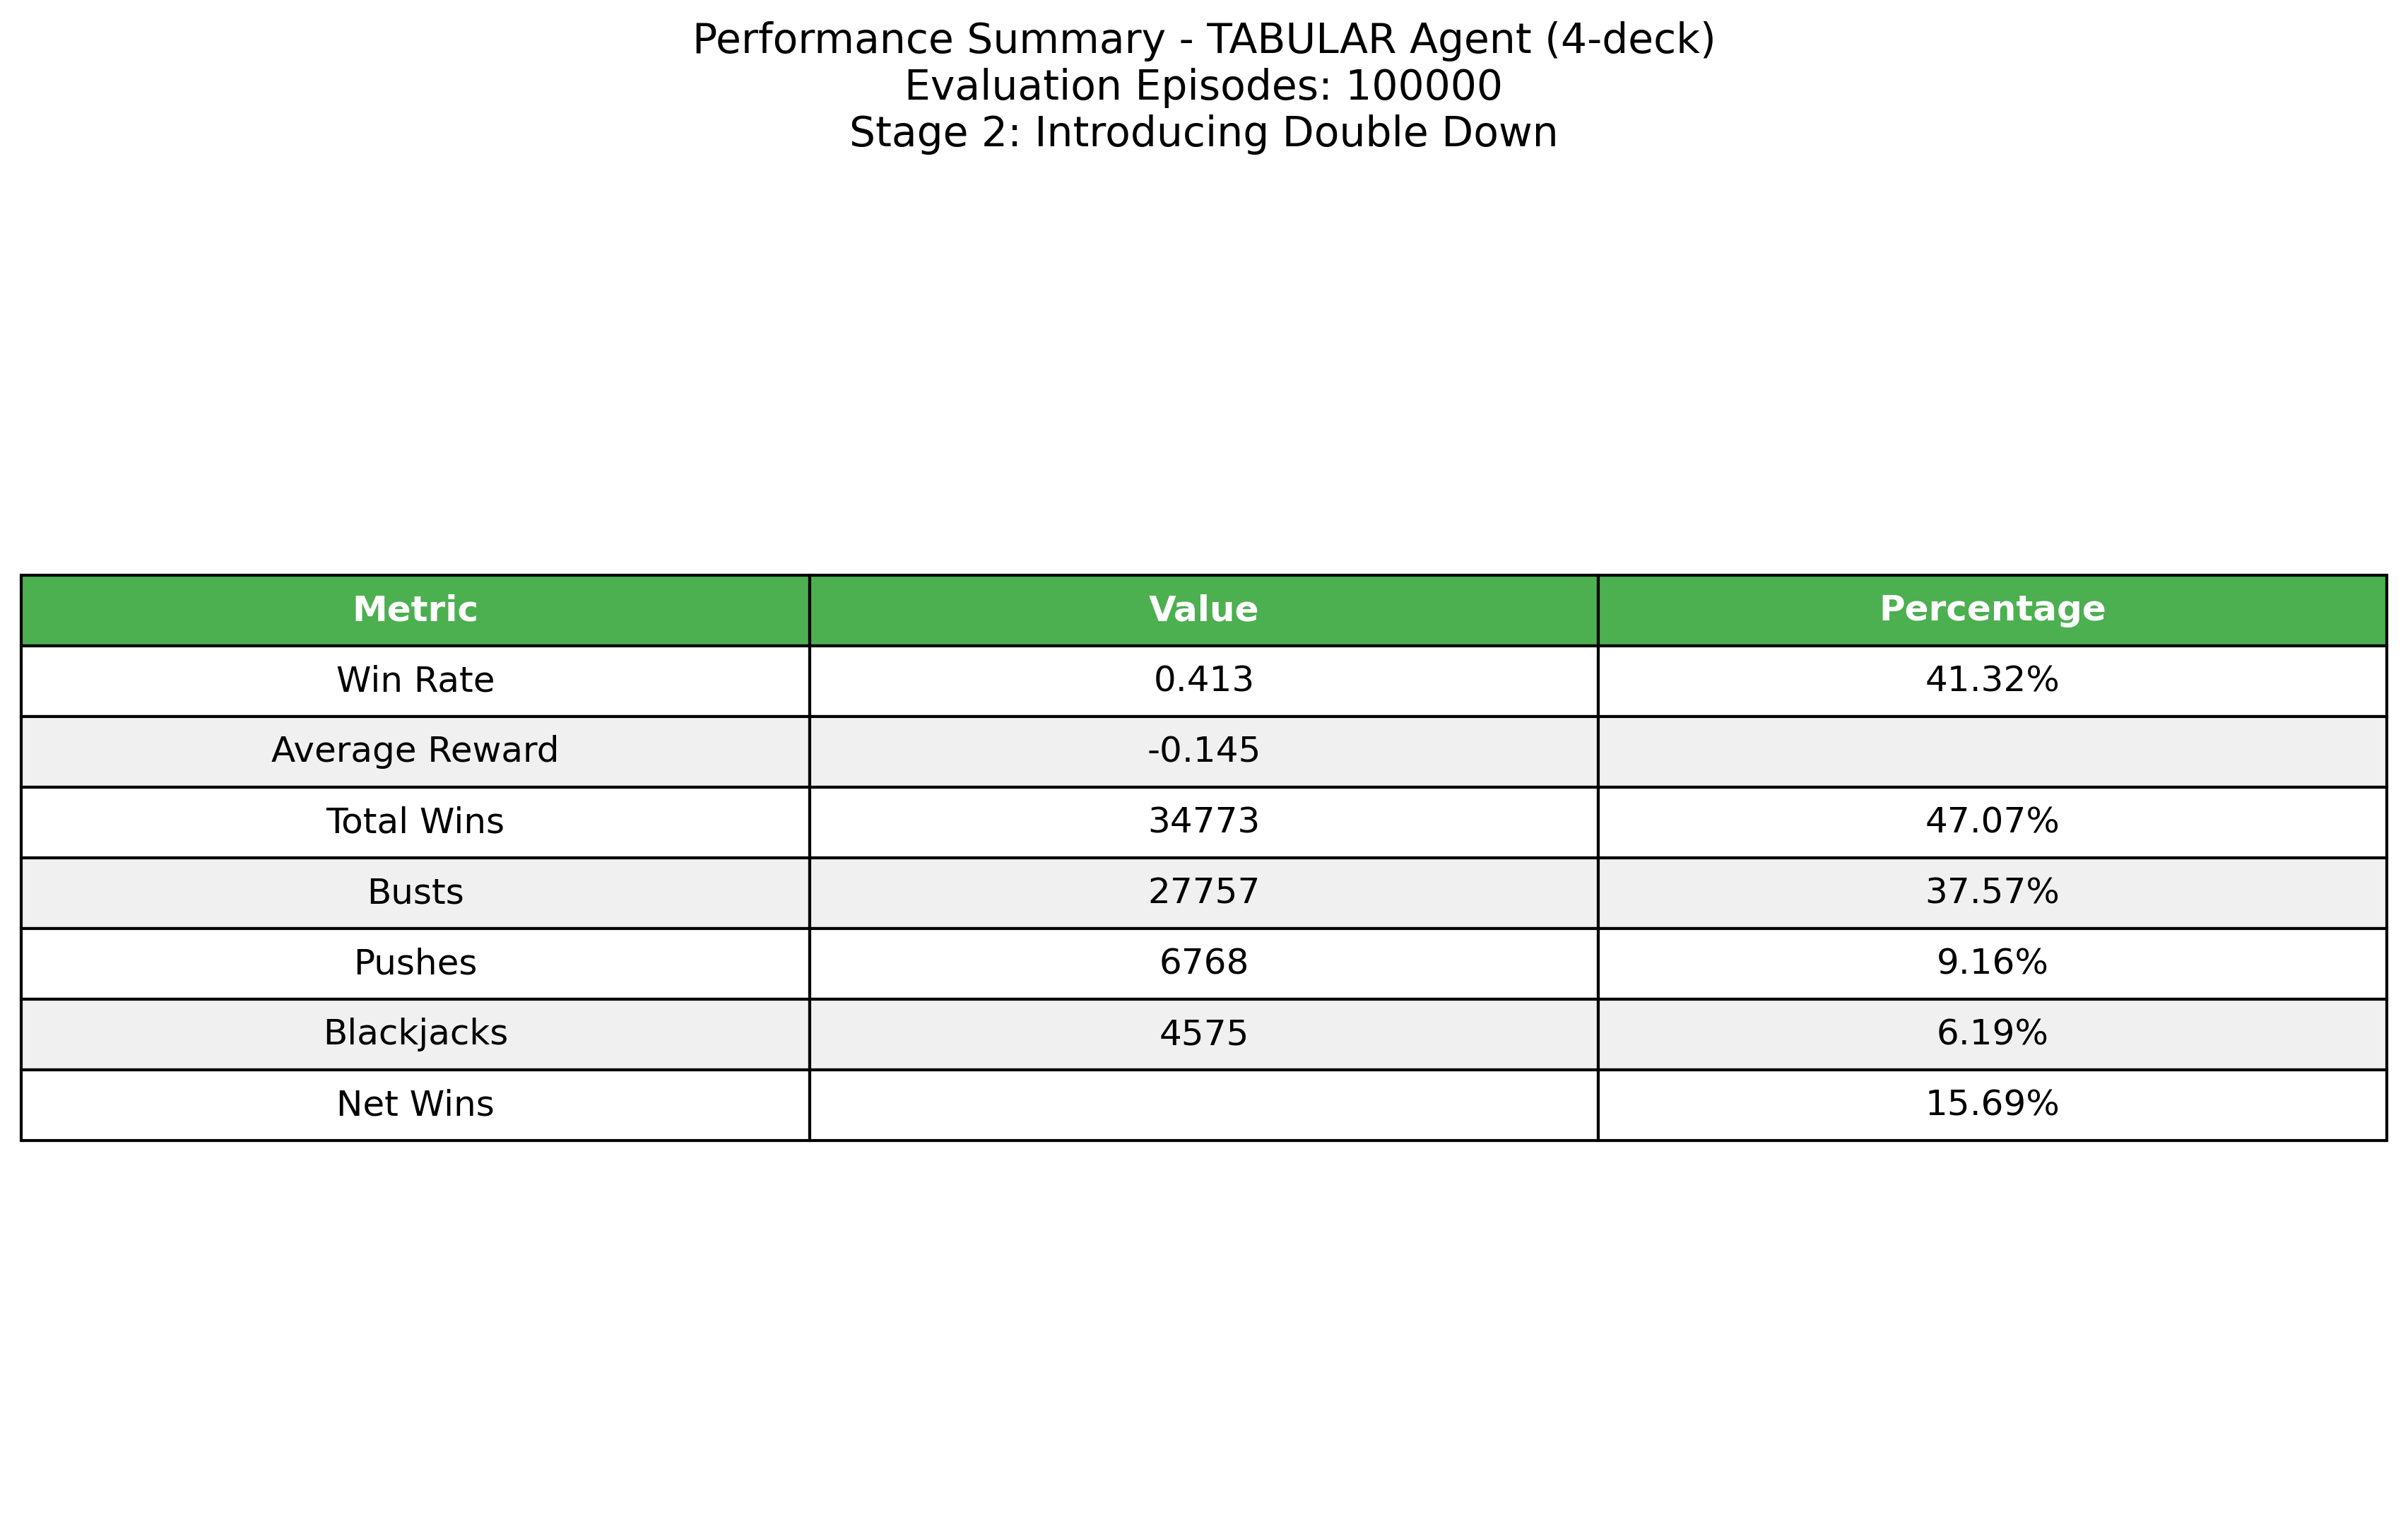 Performance Summary - TABULAR Agent (4-deck)
Evaluation Episodes: 100000
Stage 2: Introducing Double Down
Metric Value Percentage
Win Rate 0.413 41.32%
Average Reward -0.145
Total Wins 34773 47.07%
Busts 27757 37.57%
Pushes 6768 9.16%
Blackjacks 4575 6.19%
Net Wins 15.69%